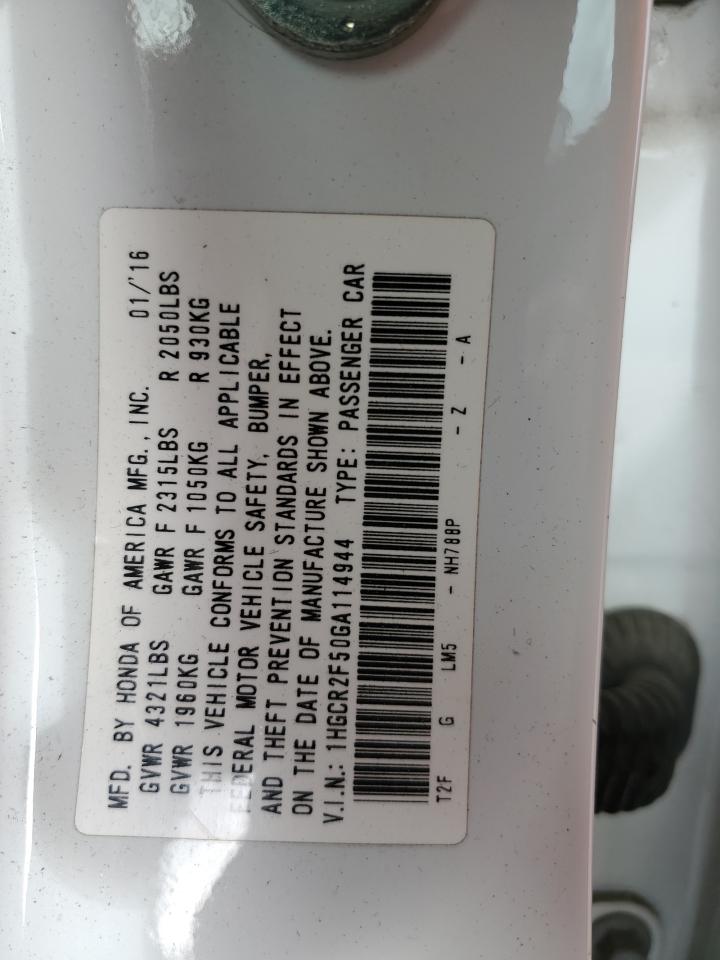 MFD. BY HONDA OF AMERICA MFG., INC. 01/'16
GVWR 4321LBS GAWR F 2315LBS R 2050LBS
GVWR 1960KG GAWR F 1050KG R 930KG
THIS VEHICLE CONFORMS TO ALL APPLICABLE
FEDERAL MOTOR VEHICLE SAFETY, BUMPER,
AND THEFT PREVENTION STANDARDS IN EFFECT
ON THE DATE OF MANUFACTURE SHOWN ABOVE.
V.I.N.: 1HGCR2F50GA114944 TYPE: PASSENGER CAR
T2F G LM5 - NH788P - Z - A